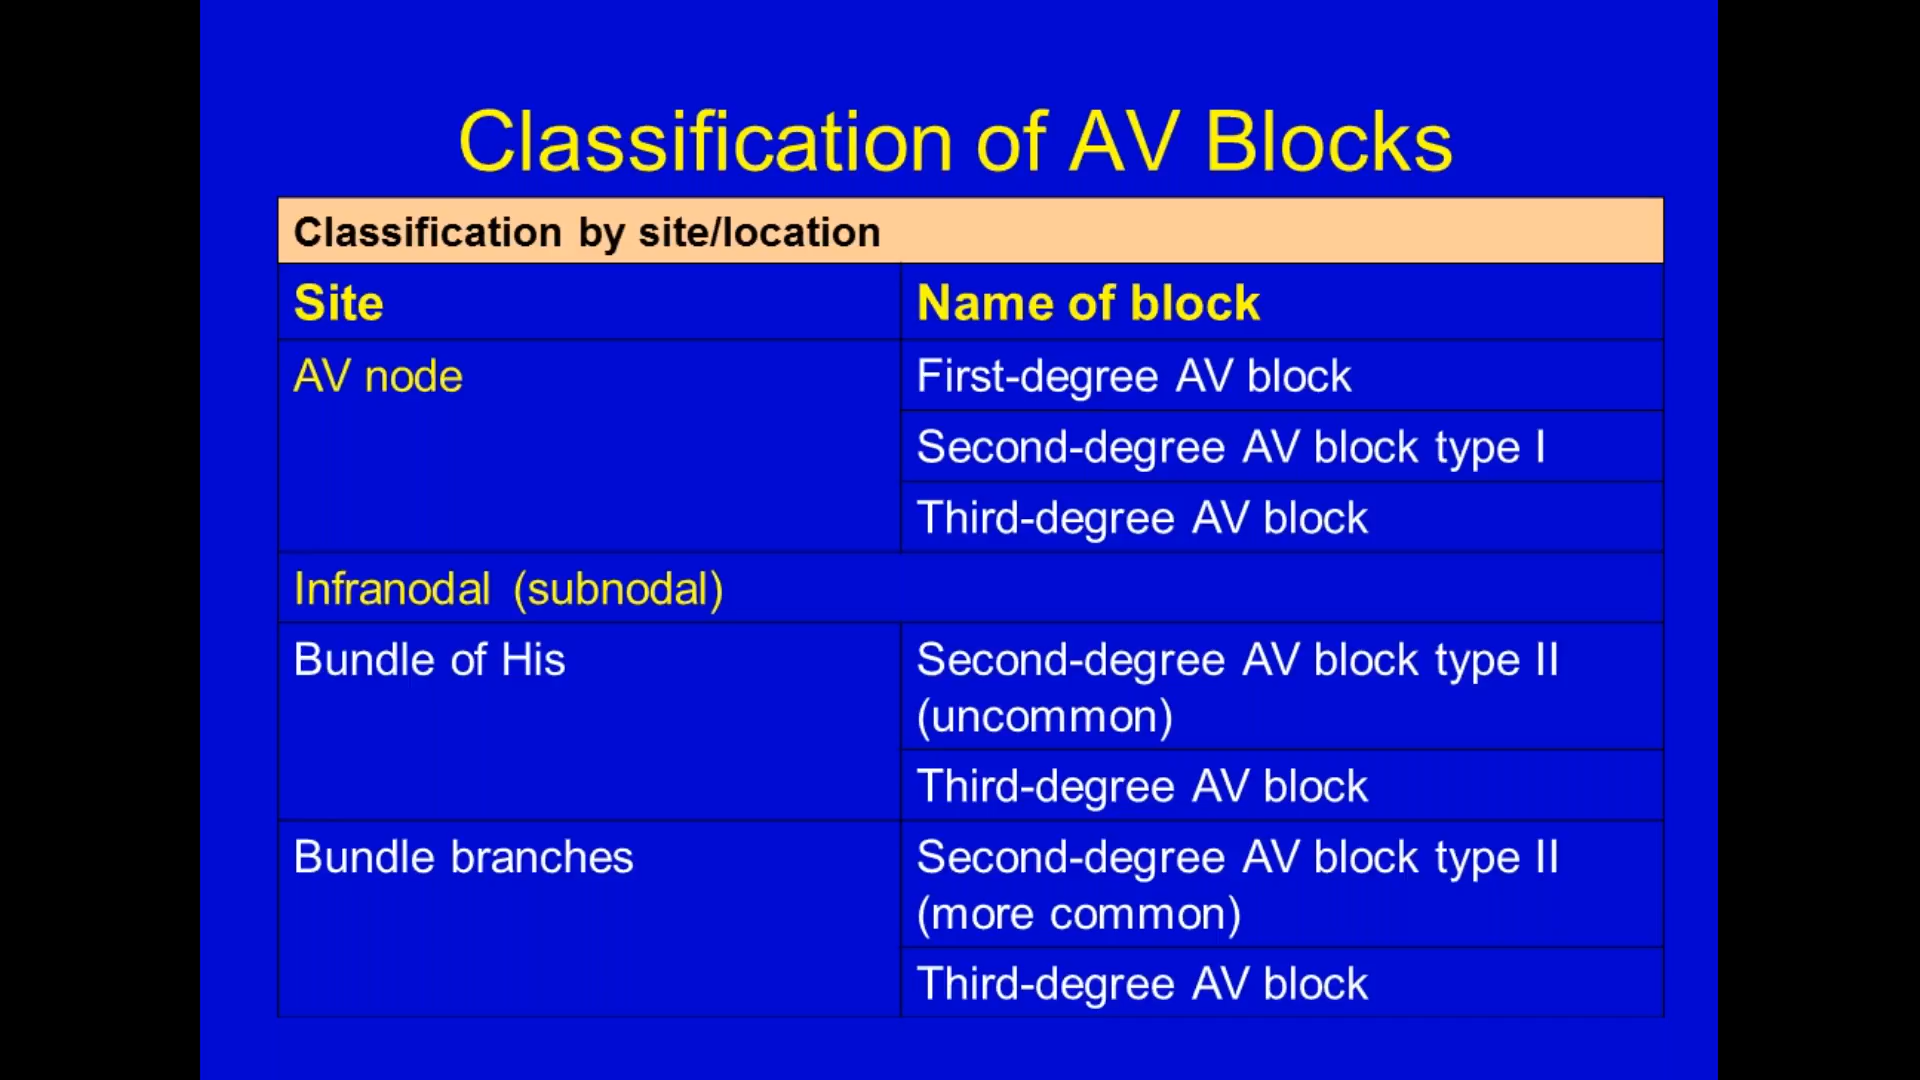 Classification of AV Blocks
Classification by site/location
Site
Name of block
AV node
First-degree AV block
Second-degree AV block type I
Third-degree AV block
Infranodal (subnodal)
Bundle of His
Second-degree AV block type II
(uncommon)
Third-degree AV block
Bundle branches
Second-degree AV block type II
(more common)
Third-degree AV block